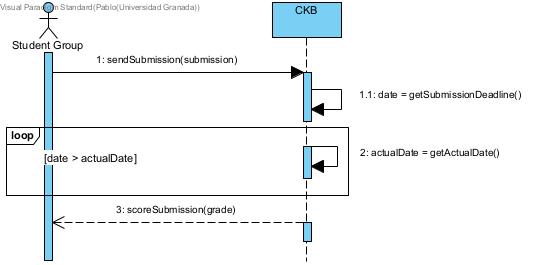 Visual Paradigm Standard(Pablo(Universidad Granada))
CKB
Student Group
1: sendSubmission(submission)
1.1: date = getSubmissionDeadline()
loop
[date > actualDate]
2: actualDate = getActualDate()
3: scoreSubmission(grade)